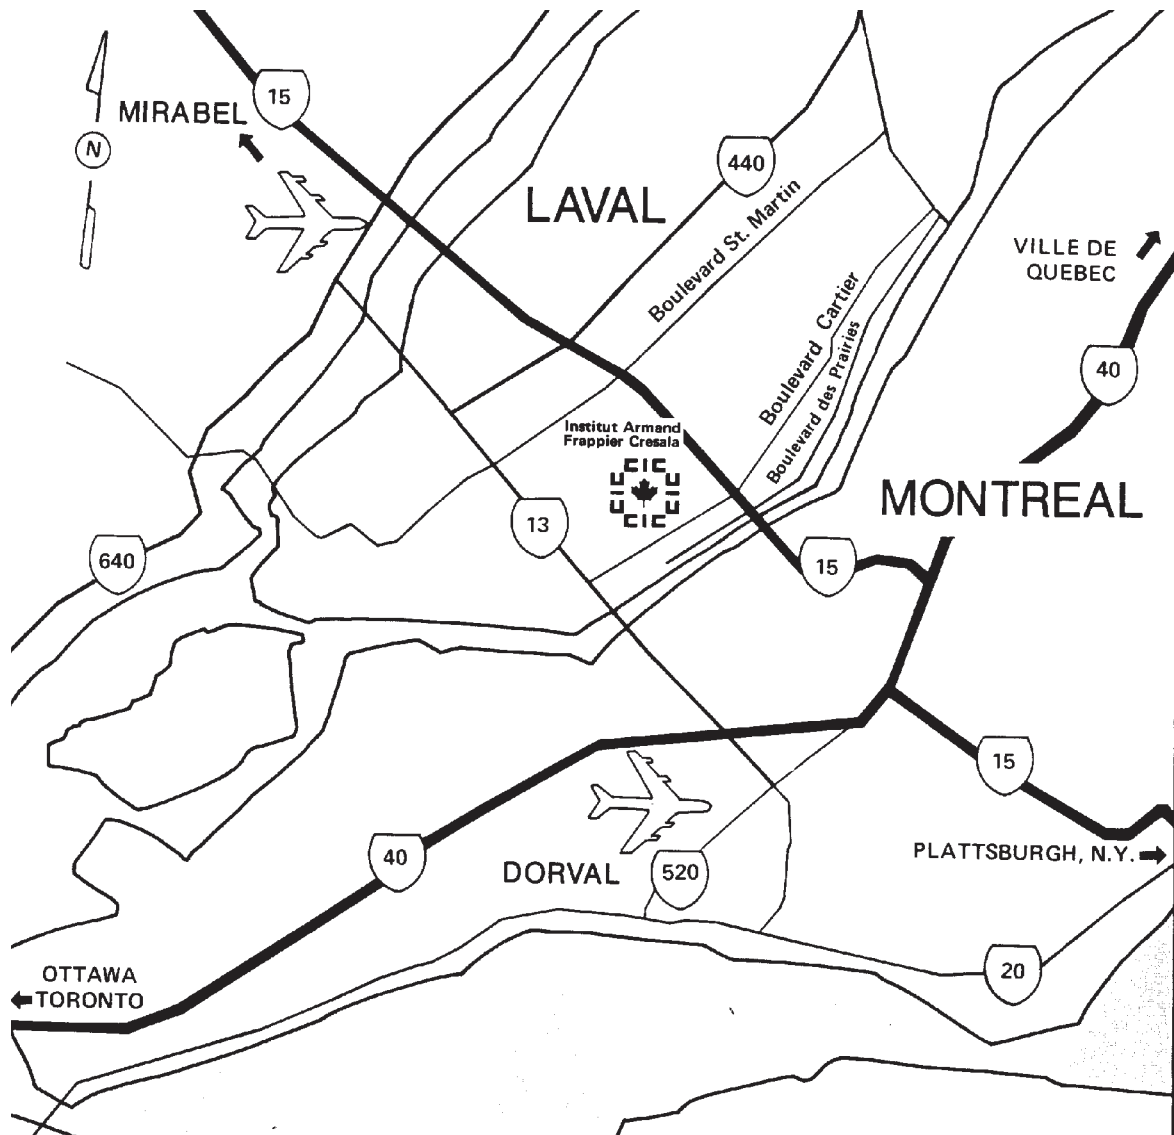 15
MIRABEL
N
440
LAVAL
Boulevard St. Martin
VILLE DE
QUEBEC
Boulevard Cartier
Boulevard des Prairies
40
Institut Armand
Frappier Cresala
MONTREAL
13
640
15
15
40
DORVAL
520
PLATTSBURGH, N.Y.
20
OTTAWA
TORONTO